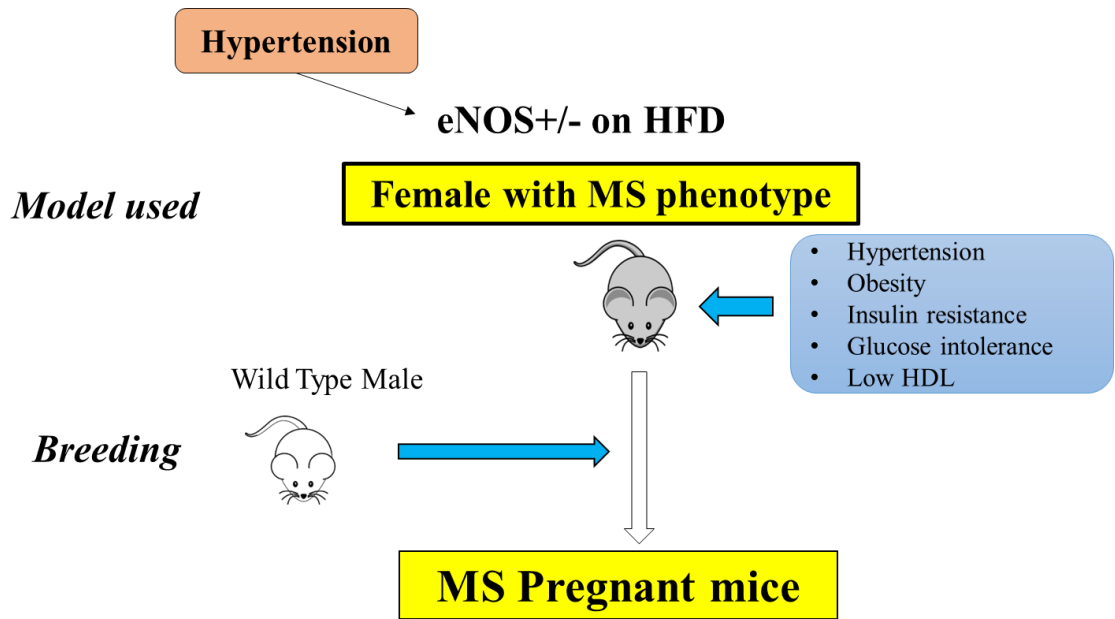 Hypertension
eNOS+/- on HFD
Model used
Female with MS phenotype
• Hypertension
• Obesity
• Insulin resistance
• Glucose intolerance
• Low HDL
Wild Type Male
Breeding
MS Pregnant mice